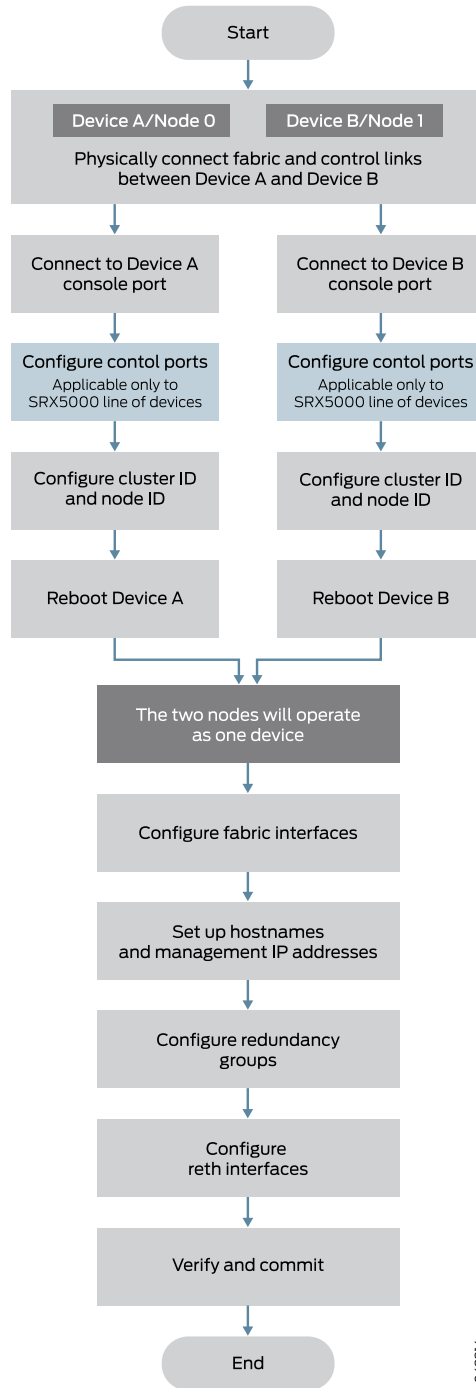 Start
Device A/Node 0
Device B/Node 1
Physically connect fabric and control links
between Device A and Device B
Connect to Device A
console port
Connect to Device B
console port
Configure contol ports
Applicable only to
SRX5000 line of devices
Configure contol ports
Applicable only to
SRX5000 line of devices
Configure cluster ID
and node ID
Configure cluster ID
and node ID
Reboot Device A
Reboot Device B
The two nodes will operate
as one device
Configure fabric interfaces
Set up hostnames
and management IP addresses
Configure redundancy
groups
Configure
reth interfaces
Verify and commit
End